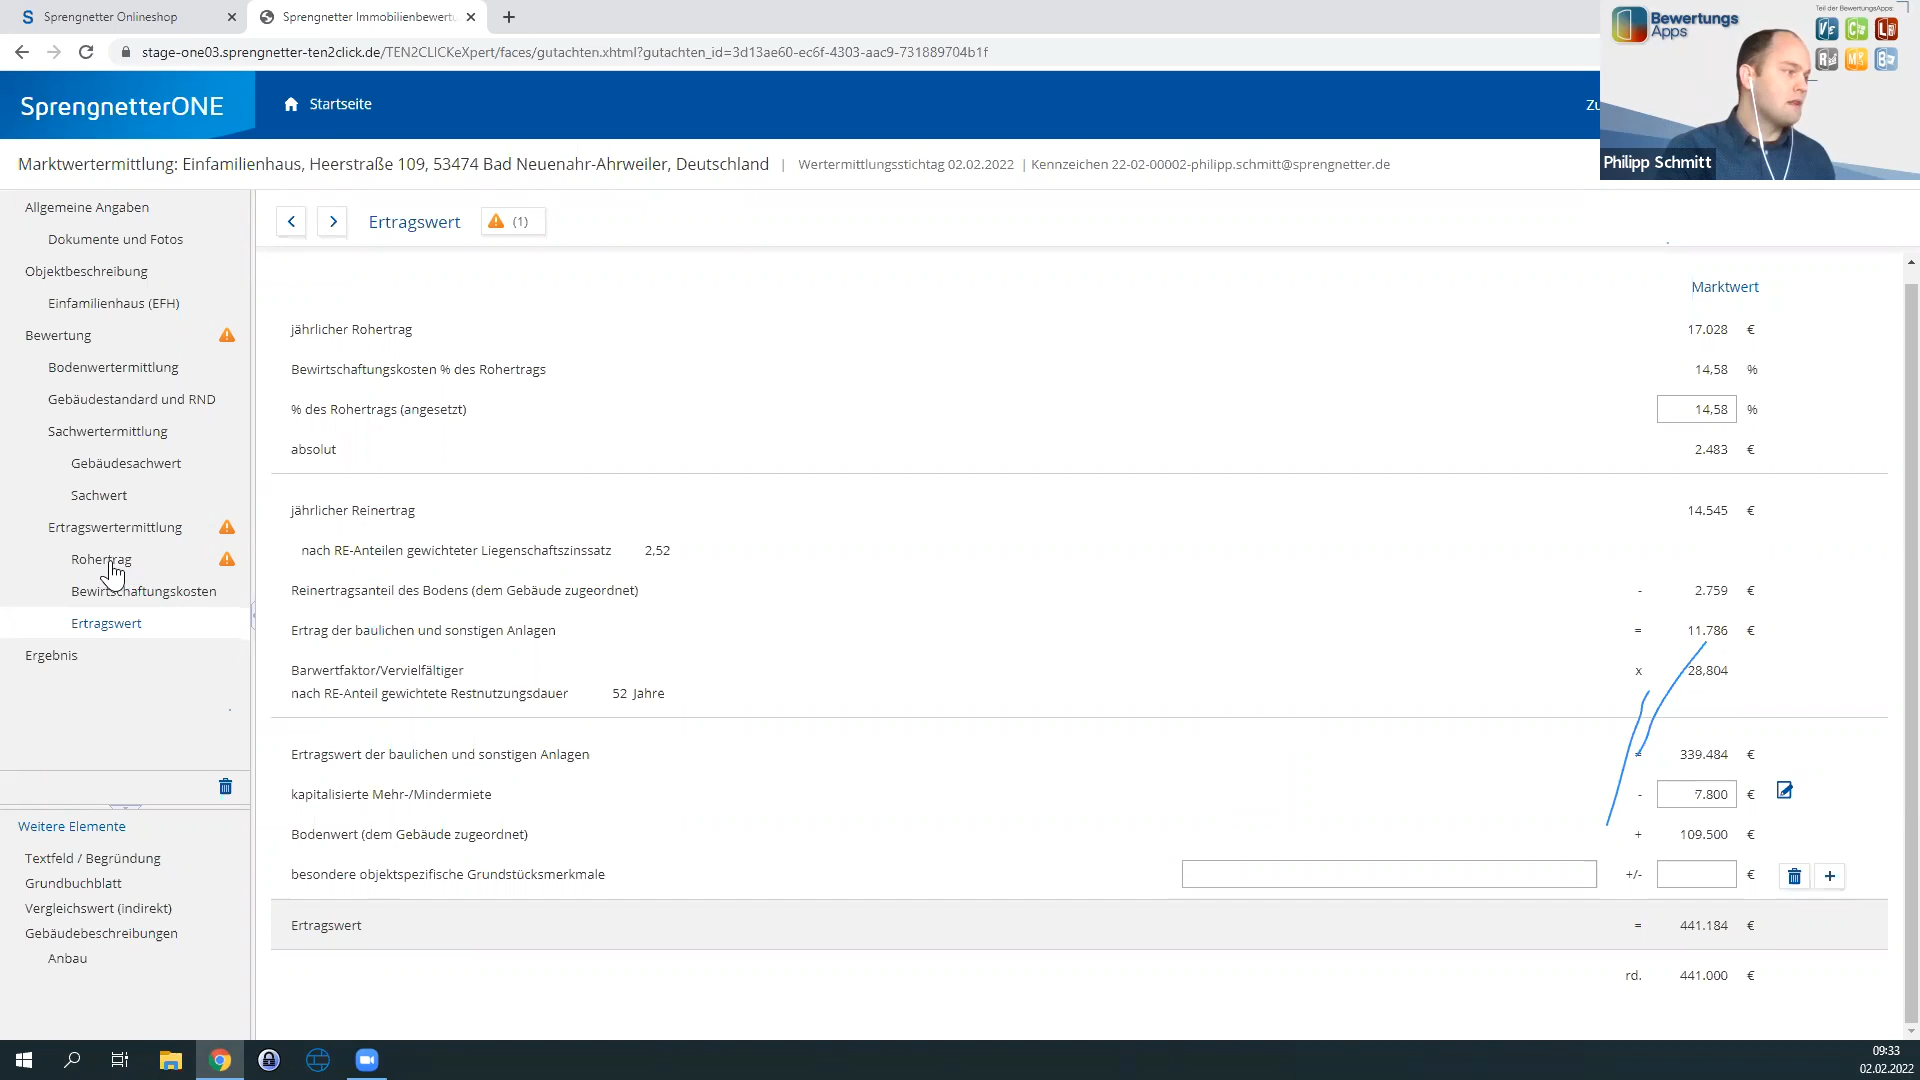 Sprengnetter Onlineshop
Sprengnetter Immobilienbewertu
stage-one03.sprengnetter-ten2click.de/TEN2CLICKeXpert/faces/gutachten.xhtml?gutachten_id=3d13ae60-ec6f-4303-aac9-731889704b1f
Teil der BewertungsApps:
Bewertungs
Apps
SprengnetterONE
Startseite
Zu
Philipp Schmitt
Marktwertermittlung: Einfamilienhaus, Heerstraße 109, 53474 Bad Neuenahr-Ahrweiler, Deutschland | Wertermittlungsstichtag 02.02.2022 | Kennzeichen 22-02-00002-philipp.schmitt@sprengnetter.de
Allgemeine Angaben
Dokumente und Fotos
Objektbeschreibung
Einfamilienhaus (EFH)
Bewertung
Bodenwertermittlung
Gebäudestandard und RND
Sachwertermittlung
Gebäudesachwert
Sachwert
Ertragswertermittlung
Rohertrag
Bewirtschaftungskosten
Ertragswert
Ergebnis
Weitere Elemente
Textfeld / Begründung
Grundbuchblatt
Vergleichswert (indirekt)
Gebäudebeschreibungen
Anbau
Ertragswert (1)
Marktwert
jährlicher Rohertrag 17.028 €
Bewirtschaftungskosten % des Rohertrags 14,58 %
% des Rohertrags (angesetzt) 14,58 %
absolut 2.483 €
jährlicher Reinertrag 14.545 €
nach RE-Anteilen gewichteter Liegenschaftszinssatz 2,52
Reinertragsanteil des Bodens (dem Gebäude zugeordnet) - 2.759 €
Ertrag der baulichen und sonstigen Anlagen = 11.786 €
Barwertfaktor/Vervielfältiger x 28,804
nach RE-Anteil gewichtete Restnutzungsdauer 52 Jahre
Ertragswert der baulichen und sonstigen Anlagen = 339.484 €
kapitalisierte Mehr-/Mindermiete - 7.800 €
Bodenwert (dem Gebäude zugeordnet) + 109.500 €
besondere objektspezifische Grundstücksmerkmale +/- €
Ertragswert = 441.184 €
rd. 441.000 €
09:33
02.02.2022